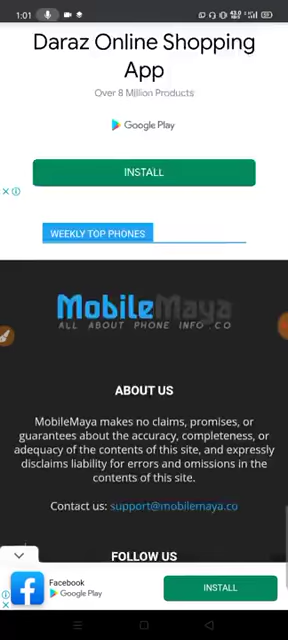 1:01
Daraz Online Shopping
App
Over 8 Million Products
Google Play
INSTALL
WEEKLY TOP PHONES
MobileMaya
ALL ABOUT PHONE INFO.CO
ABOUT US
MobileMaya makes no claims, promises, or
guarantees about the accuracy, completeness, or
adequacy of the contents of this site, and expressly
disclaims liability for errors and omissions in the
contents of this site.
Contact us: support@mobilemaya.co
FOLLOW US
Facebook
Google Play
INSTALL